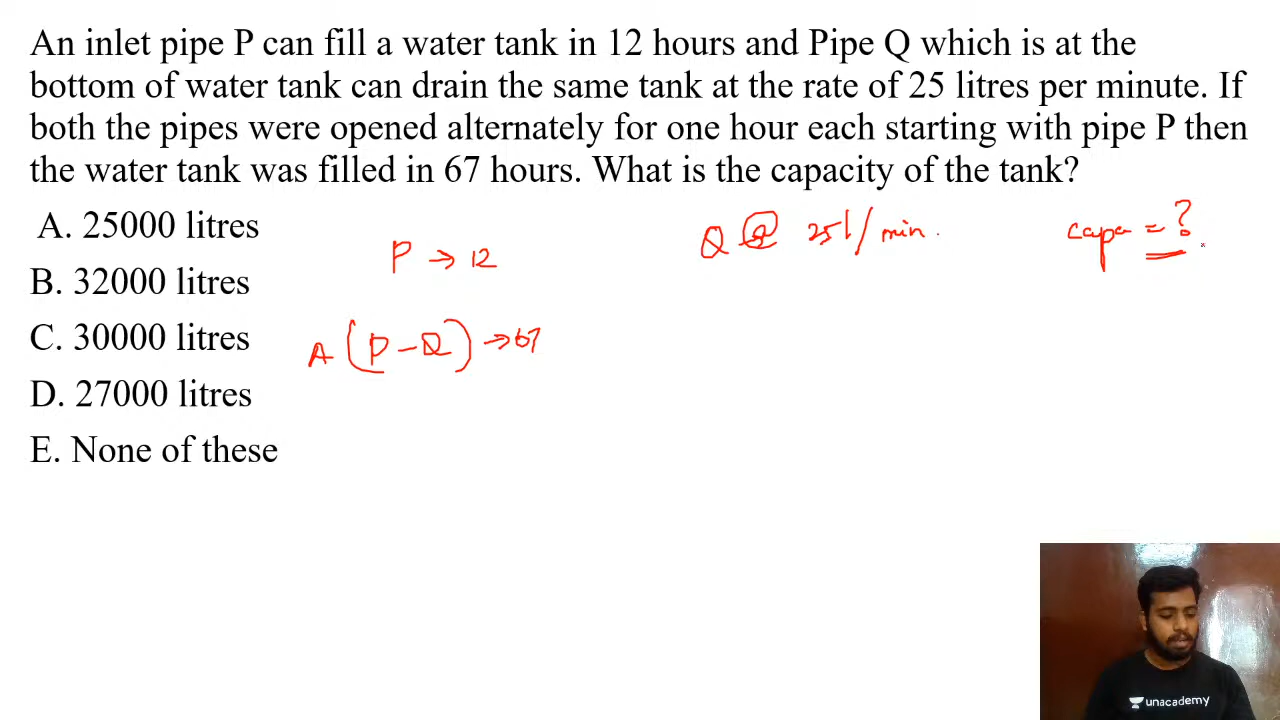 An inlet pipe P can fill a water tank in 12 hours and Pipe Q which is at the
bottom of water tank can drain the same tank at the rate of 25 litres per minute. If
both the pipes were opened alternately for one hour each starting with pipe P then
the water tank was filled in 67 hours. What is the capacity of the tank?
A. 25000 litres
B. 32000 litres
C. 30000 litres
D. 27000 litres
E. None of these
P → 12
Q @ 25l/min.
capa = ?
A (P - Q) → 67
unacademy